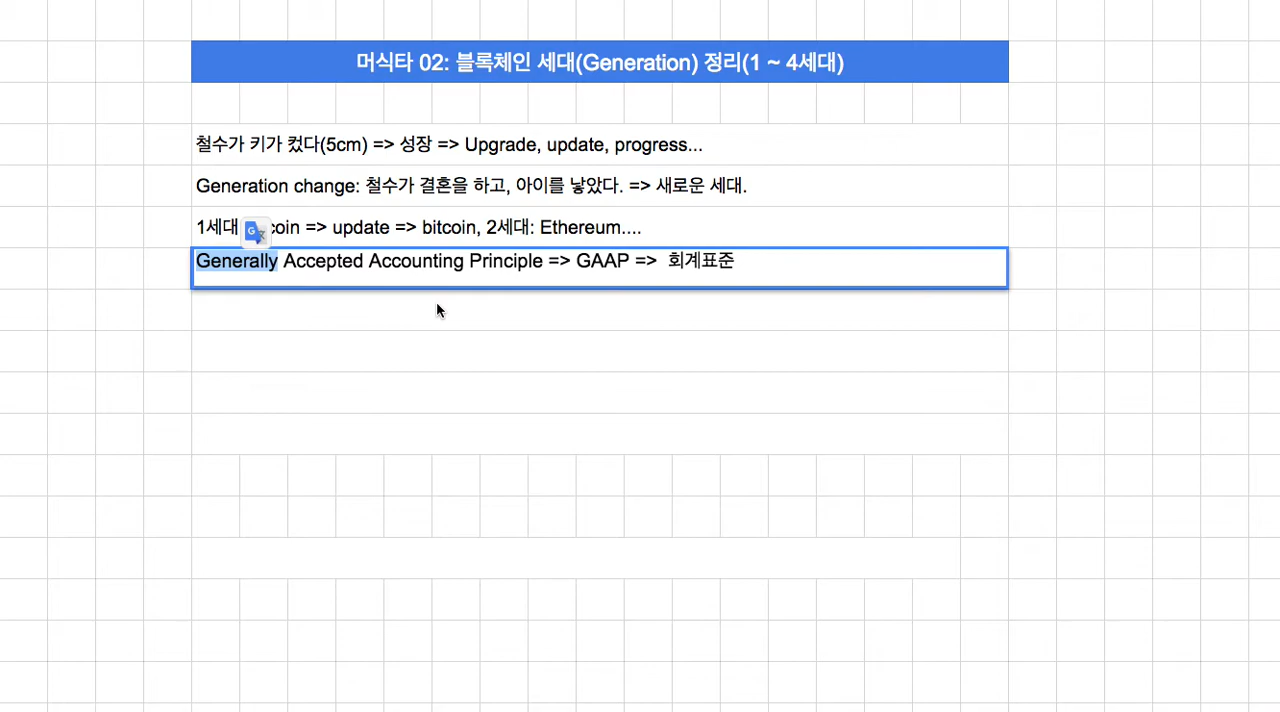 머식타 02: 블록체인 세대(Generation) 정리(1 ~ 4세대)
철수가 키가 컸다(5cm) => 성장 => Upgrade, update, progress...
Generation change: 철수가 결혼을 하고, 아이를 낳았다. => 새로운 세대.
1세대 coin => update => bitcoin, 2세대: Ethereum....
Generally Accepted Accounting Principle => GAAP => 회계표준